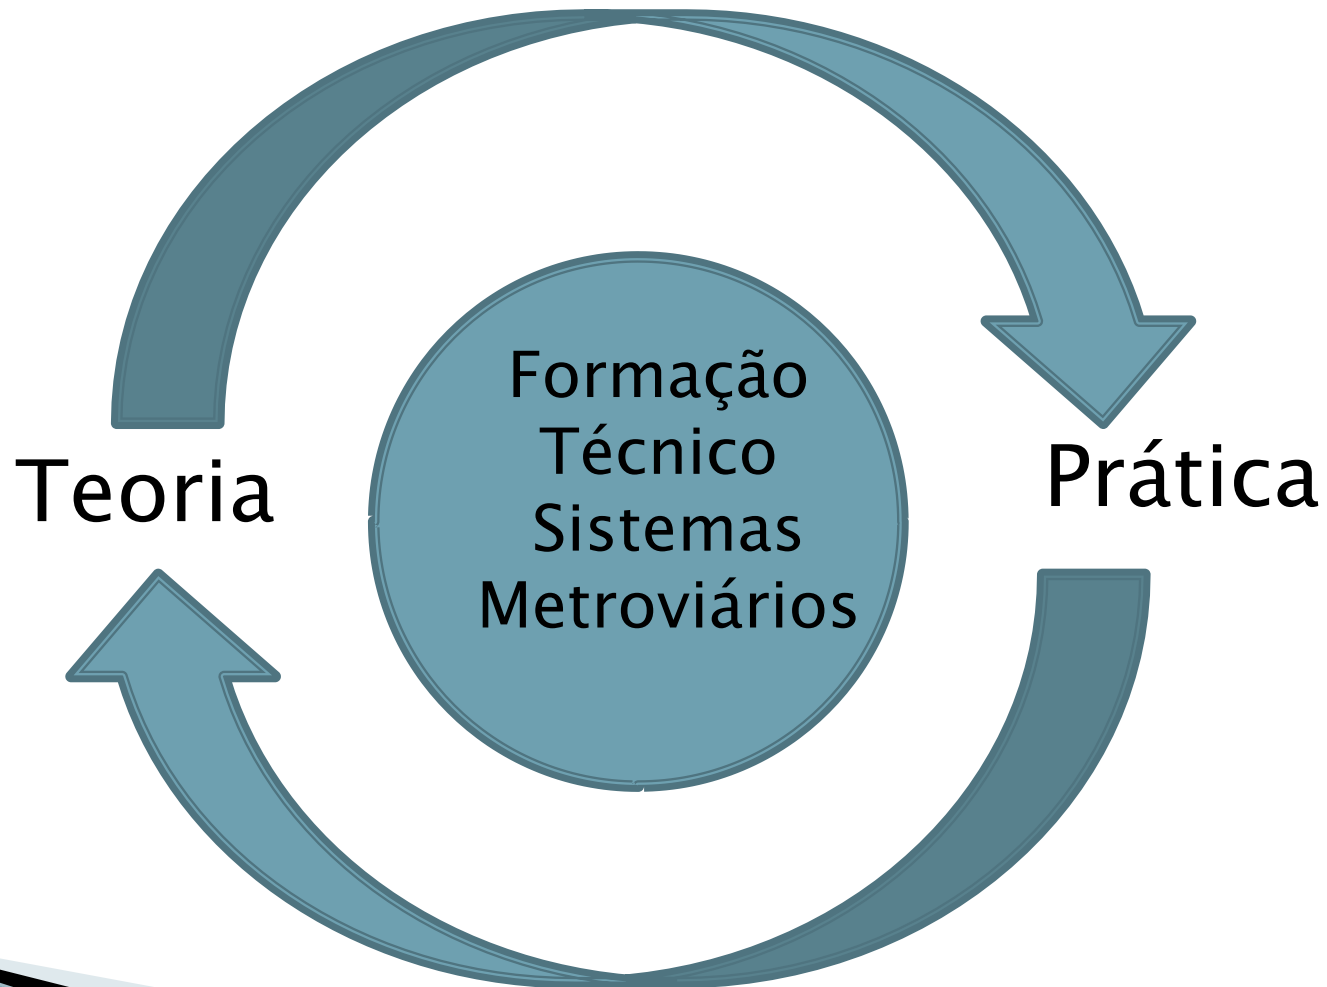 Formação
Técnico
Sistemas
Metroviários
Teoria
Prática